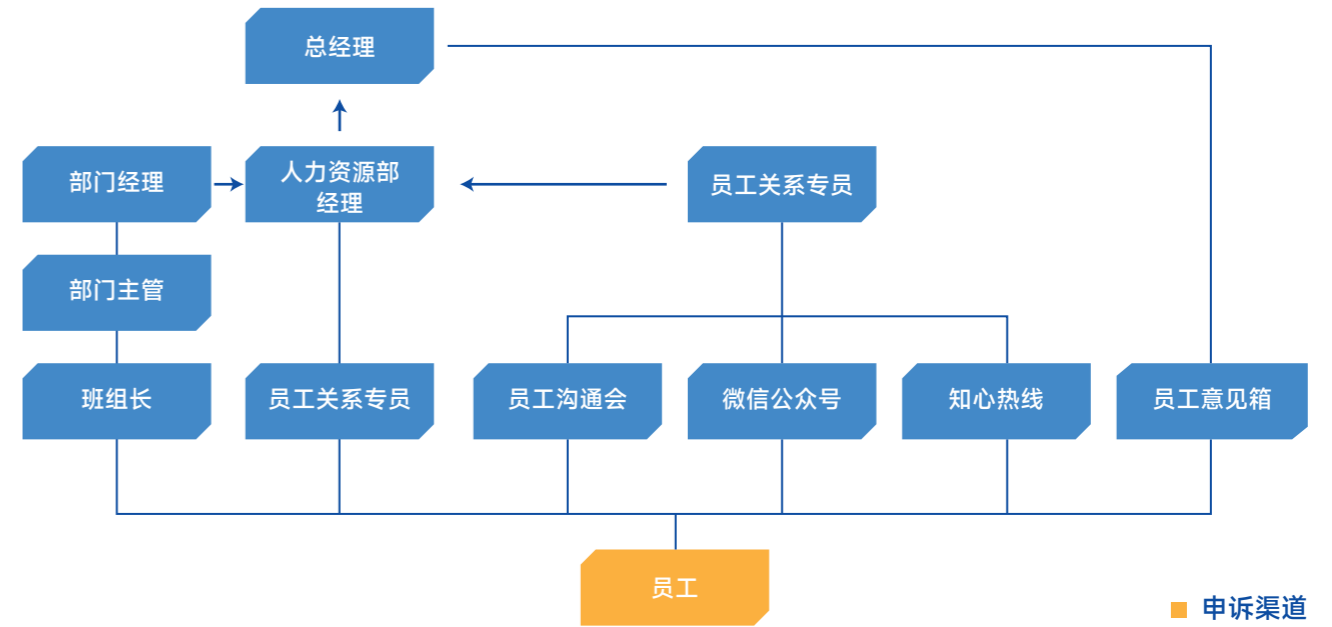 总经理
部门经理
人力资源部
经理
员工关系专员
部门主管
班组长
员工关系专员
员工沟通会
微信公众号
知心热线
员工意见箱
员工
申诉渠道